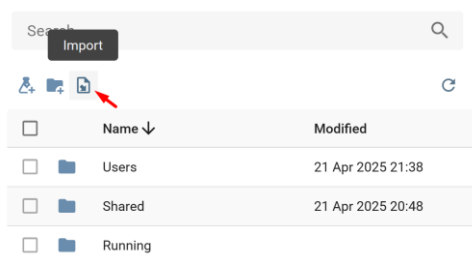 Search
Import
Name
Modified
Users
21 Apr 2025 21:38
Shared
21 Apr 2025 20:48
Running